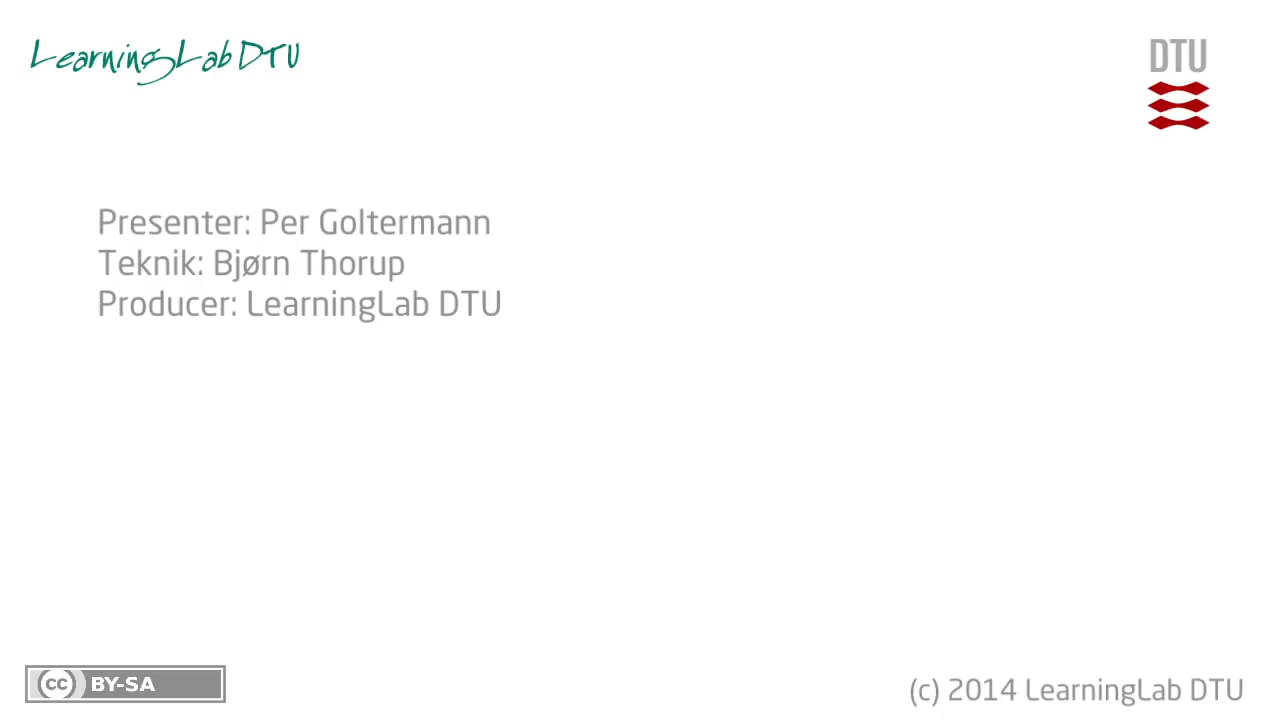 LearningLab DTU
DTU
Presenter: Per Goltermann
Teknik: Bjørn Thorup
Producer: LearningLab DTU
cc BY-SA
(c) 2014 LearningLab DTU